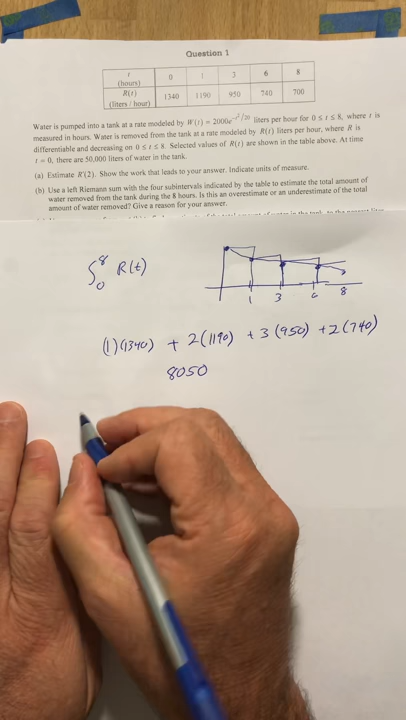 Question 1
t (hours) 0 1 3 6 8
R(t) (liters / hour) 1340 1190 950 740 700
Water is pumped into a tank at a rate modeled by W(t) = 2000e^(-t²/20) liters per hour for 0 ≤ t ≤ 8, where t is
measured in hours. Water is removed from the tank at a rate modeled by R(t) liters per hour, where R is
differentiable and decreasing on 0 ≤ t ≤ 8. Selected values of R(t) are shown in the table above. At time
t = 0, there are 50,000 liters of water in the tank.
(a) Estimate R′(2). Show the work that leads to your answer. Indicate units of measure.
(b) Use a left Riemann sum with the four subintervals indicated by the table to estimate the total amount of
water removed from the tank during the 8 hours. Is this an overestimate or an underestimate of the total
amount of water removed? Give a reason for your answer.
∫₀⁸ R(t)
1 3 6 8
(1)(1340) + 2(1190) + 3(950) + 2(740)
8050